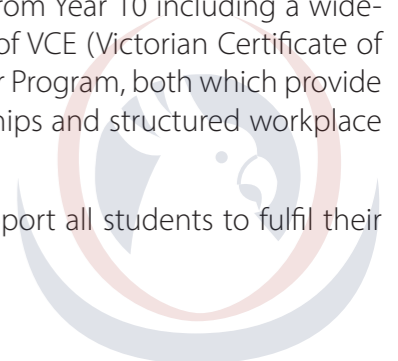 from Year 10 including a wide-
of VCE (Victorian Certificate of
r Program, both which provide
hips and structured workplace
port all students to fulfil their